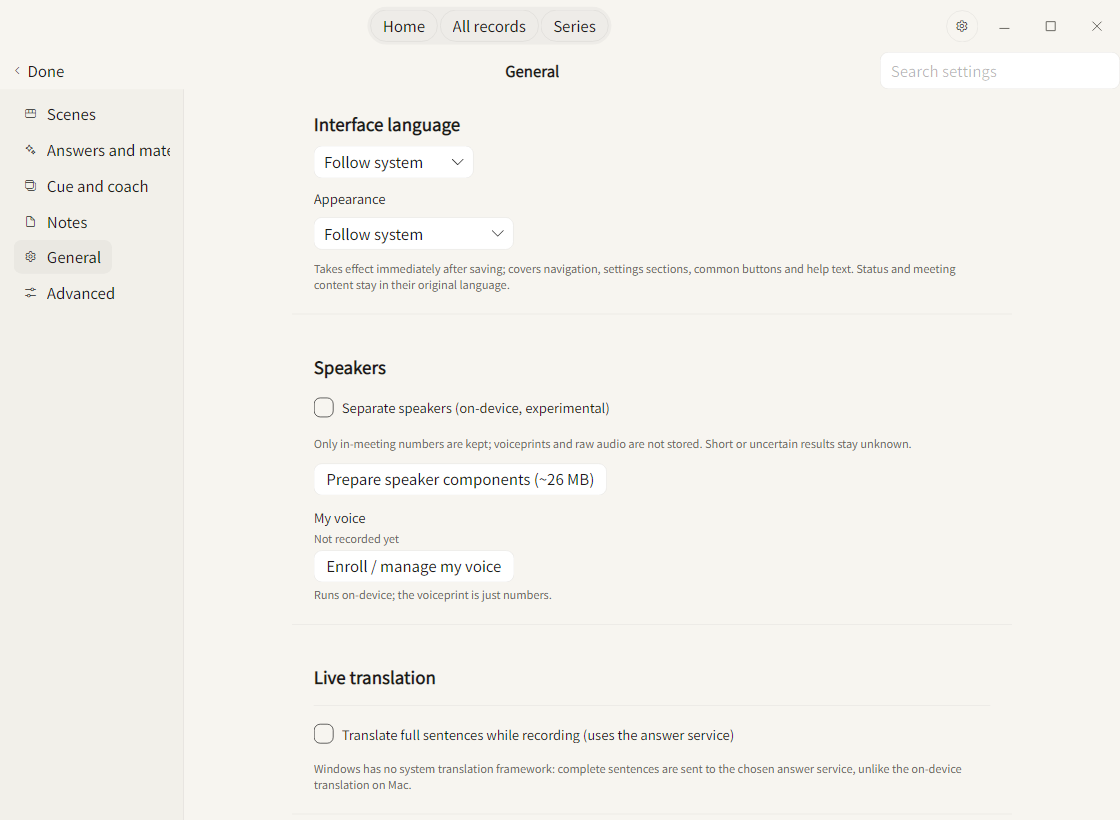 Home
All records
Series
Done
General
Search settings
Scenes
Answers and mate
Cue and coach
Notes
General
Advanced
Interface language
Follow system
Appearance
Follow system
Takes effect immediately after saving; covers navigation, settings sections, common buttons and help text. Status and meeting
content stay in their original language.
Speakers
Separate speakers (on-device, experimental)
Only in-meeting numbers are kept; voiceprints and raw audio are not stored. Short or uncertain results stay unknown.
Prepare speaker components (~26 MB)
My voice
Not recorded yet
Enroll / manage my voice
Runs on-device; the voiceprint is just numbers.
Live translation
Translate full sentences while recording (uses the answer service)
Windows has no system translation framework: complete sentences are sent to the chosen answer service, unlike the on-device
translation on Mac.